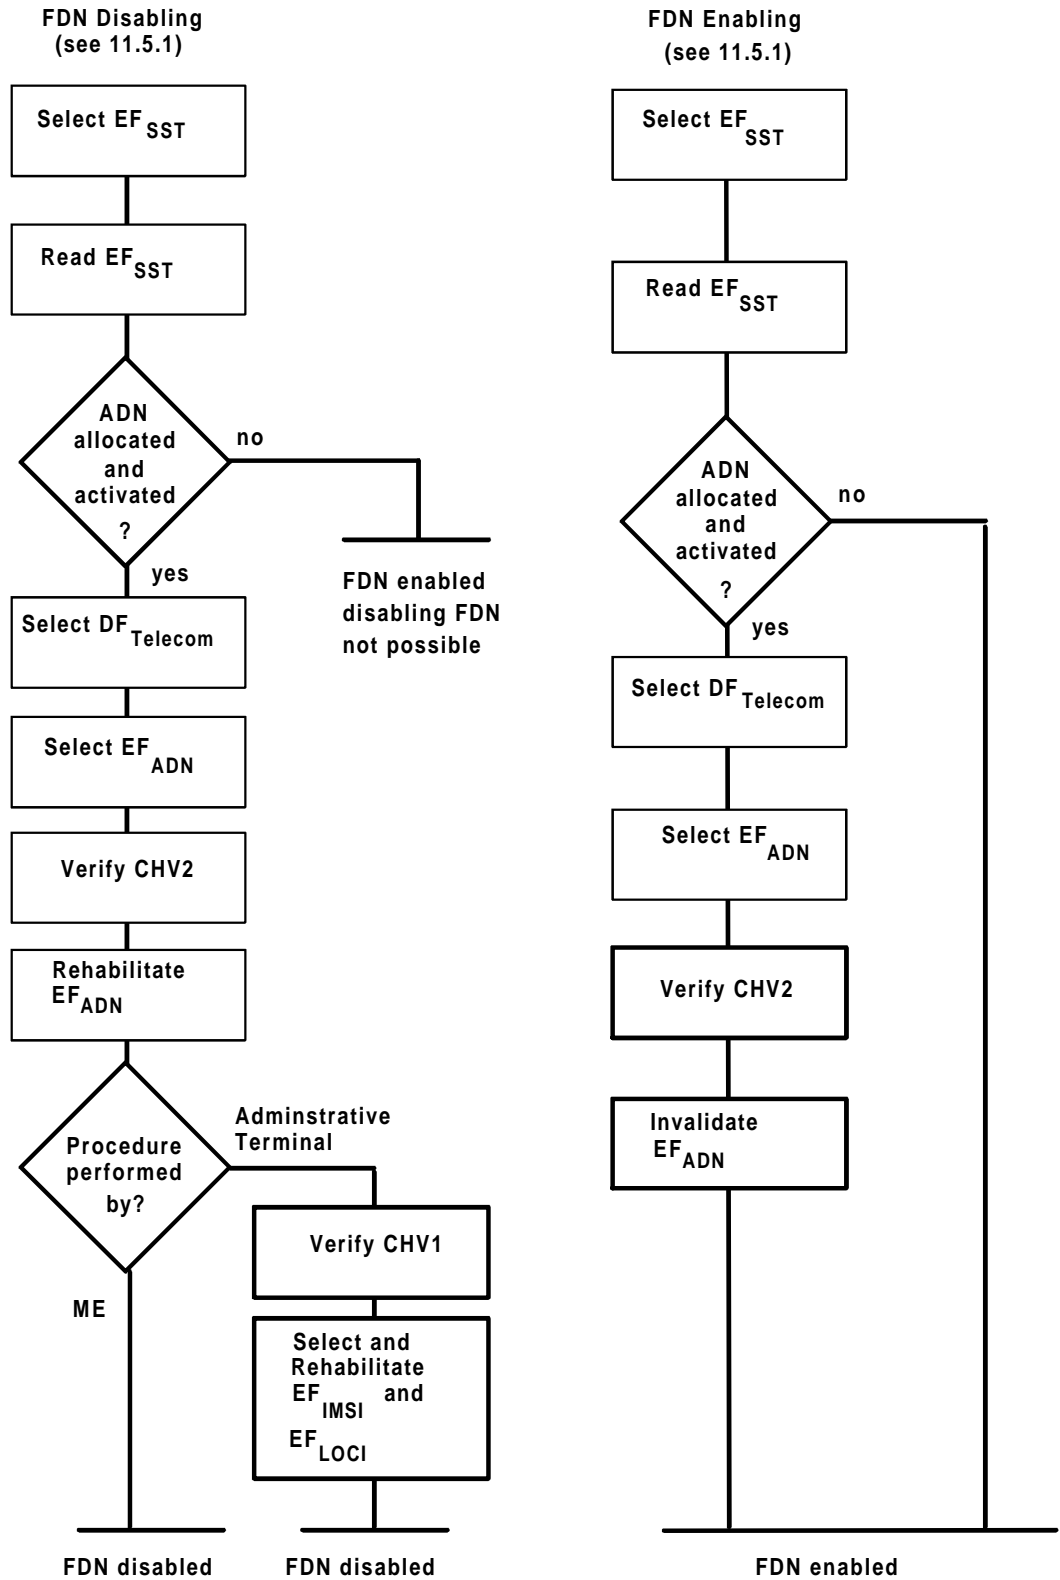 FDN Disabling
(see 11.5.1)
Select EF SST
Read EF SST
ADN
allocated
and
activated
?
no
yes
FDN enabled
disabling FDN
not possible
Select DF Telecom
Select EF ADN
Verify CHV2
Rehabilitate
EF ADN
Procedure
performed
by?
Adminstrative
Terminal
ME
Verify CHV1
Select and
Rehabilitate
EF IMSI and
EF LOCI
FDN disabled
FDN disabled
FDN Enabling
(see 11.5.1)
Select EF SST
Read EF SST
ADN
allocated
and
activated
?
no
yes
Select DF Telecom
Select EF ADN
Verify CHV2
Invalidate
EF ADN
FDN enabled